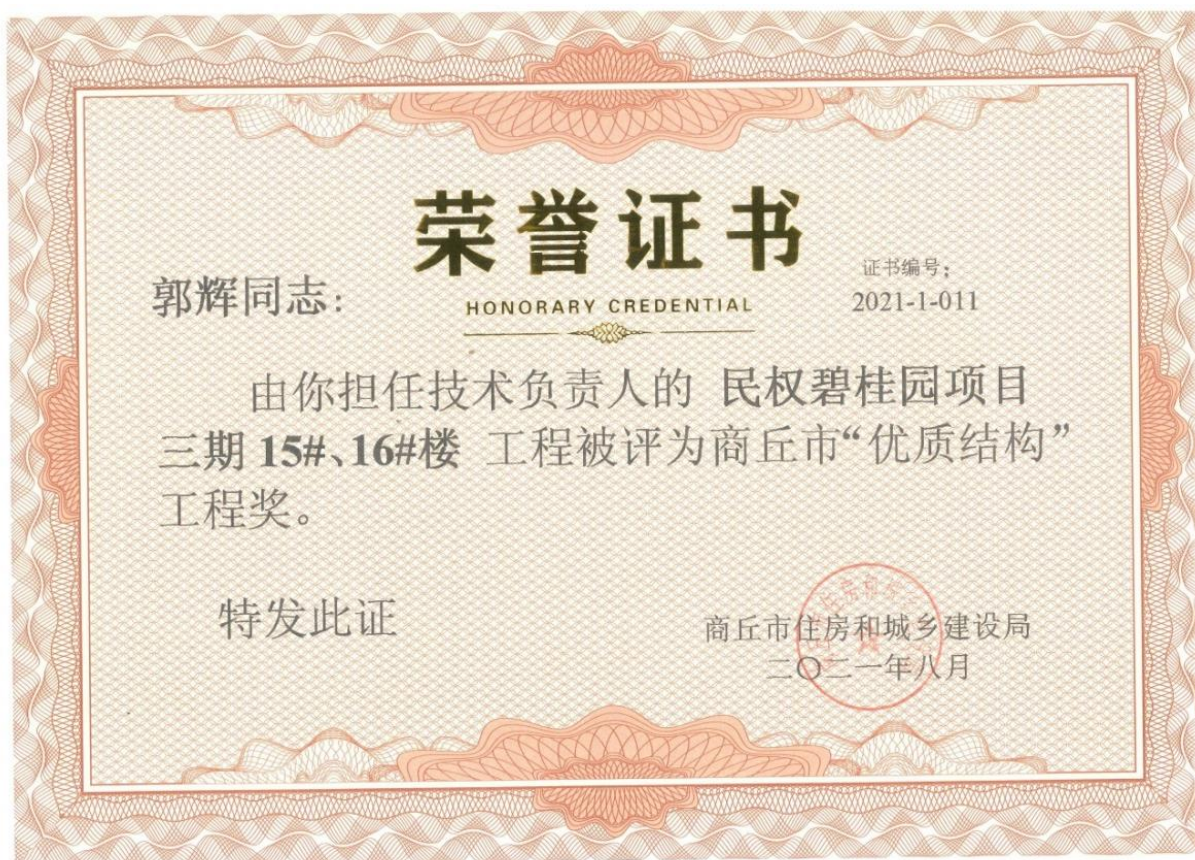 荣誉证书
HONORARY CREDENTIAL
证书编号：
2021-1-011
郭辉同志：
由你担任技术负责人的 民权碧桂园项目
三期 15#、16#楼 工程被评为商丘市“优质结构”
工程奖。
特发此证
商丘市住房和城乡建设局
二〇二一年八月